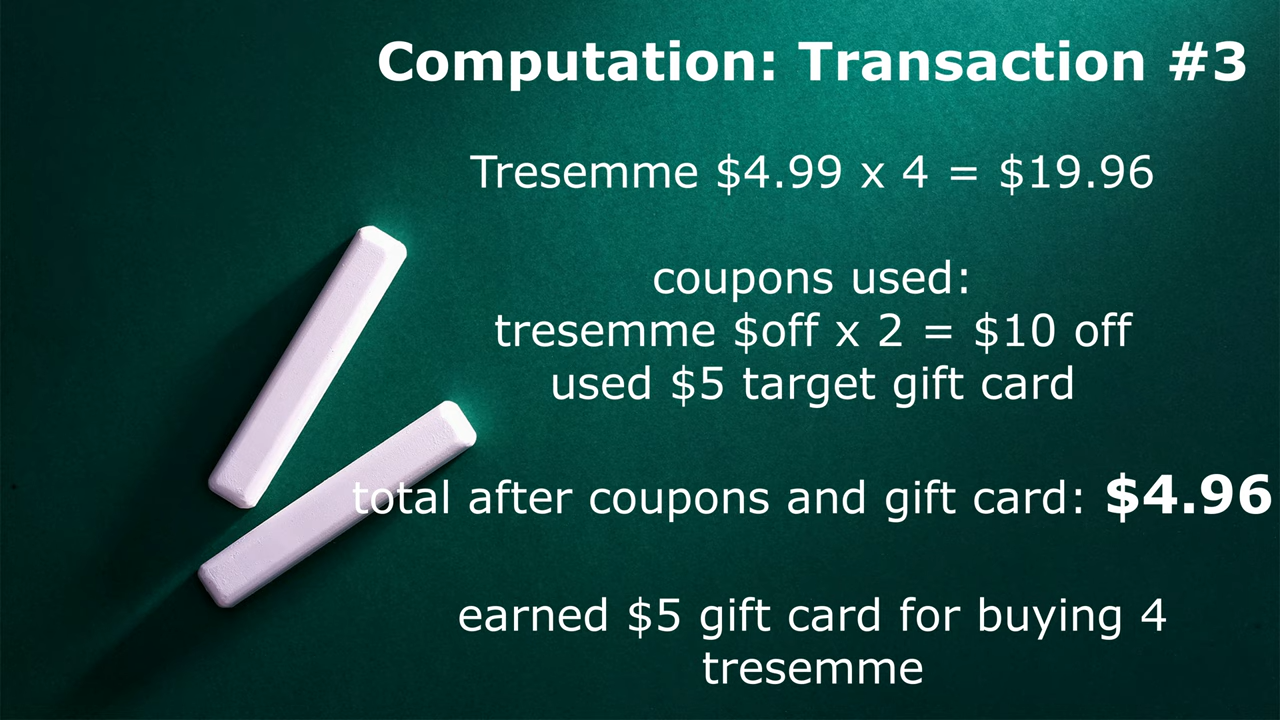 Computation: Transaction #3
Tresemme $4.99 x 4 = $19.96
coupons used:
tresemme $off x 2 = $10 off
used $5 target gift card
total after coupons and gift card: $4.96
earned $5 gift card for buying 4
tresemme